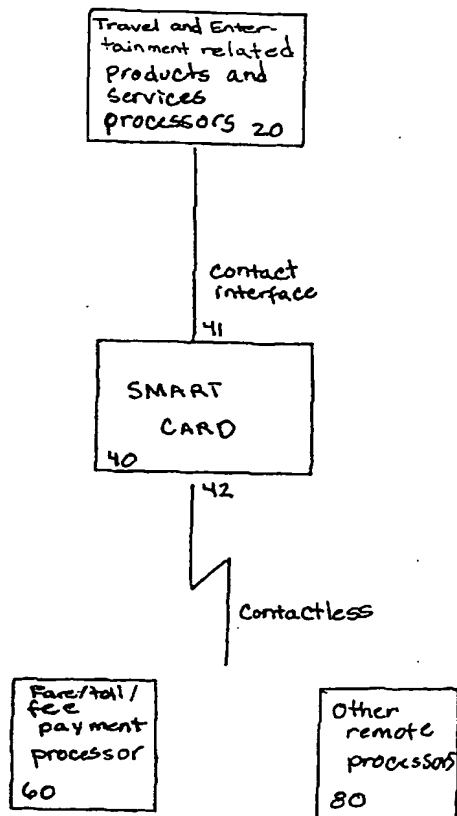 Travel and Enter-
tainment related
products and
services
processors 20
contact
interface
41
SMART
CARD
40
42
Contactless
Fare/toll/
fee
payment
processor
60
Other
remote
processors
80